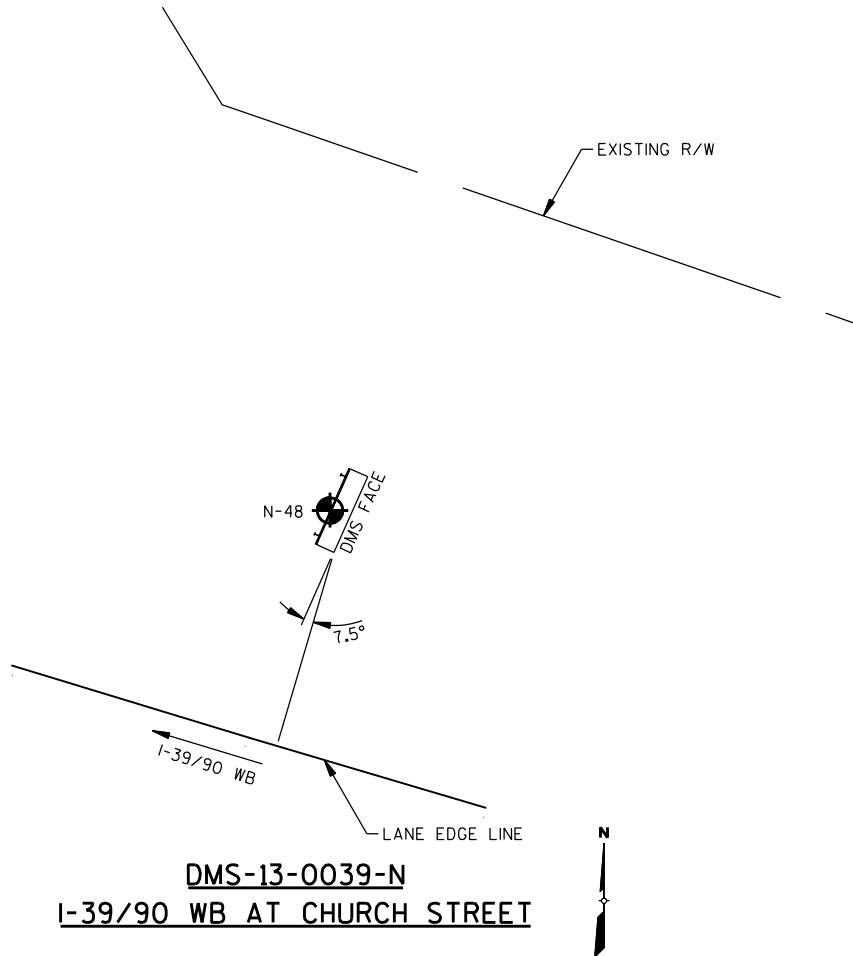 EXISTING R/W
N-48
DMS FACE
7.5°
I-39/90 WB
LANE EDGE LINE
N
DMS-13-0039-N
I-39/90 WB AT CHURCH STREET